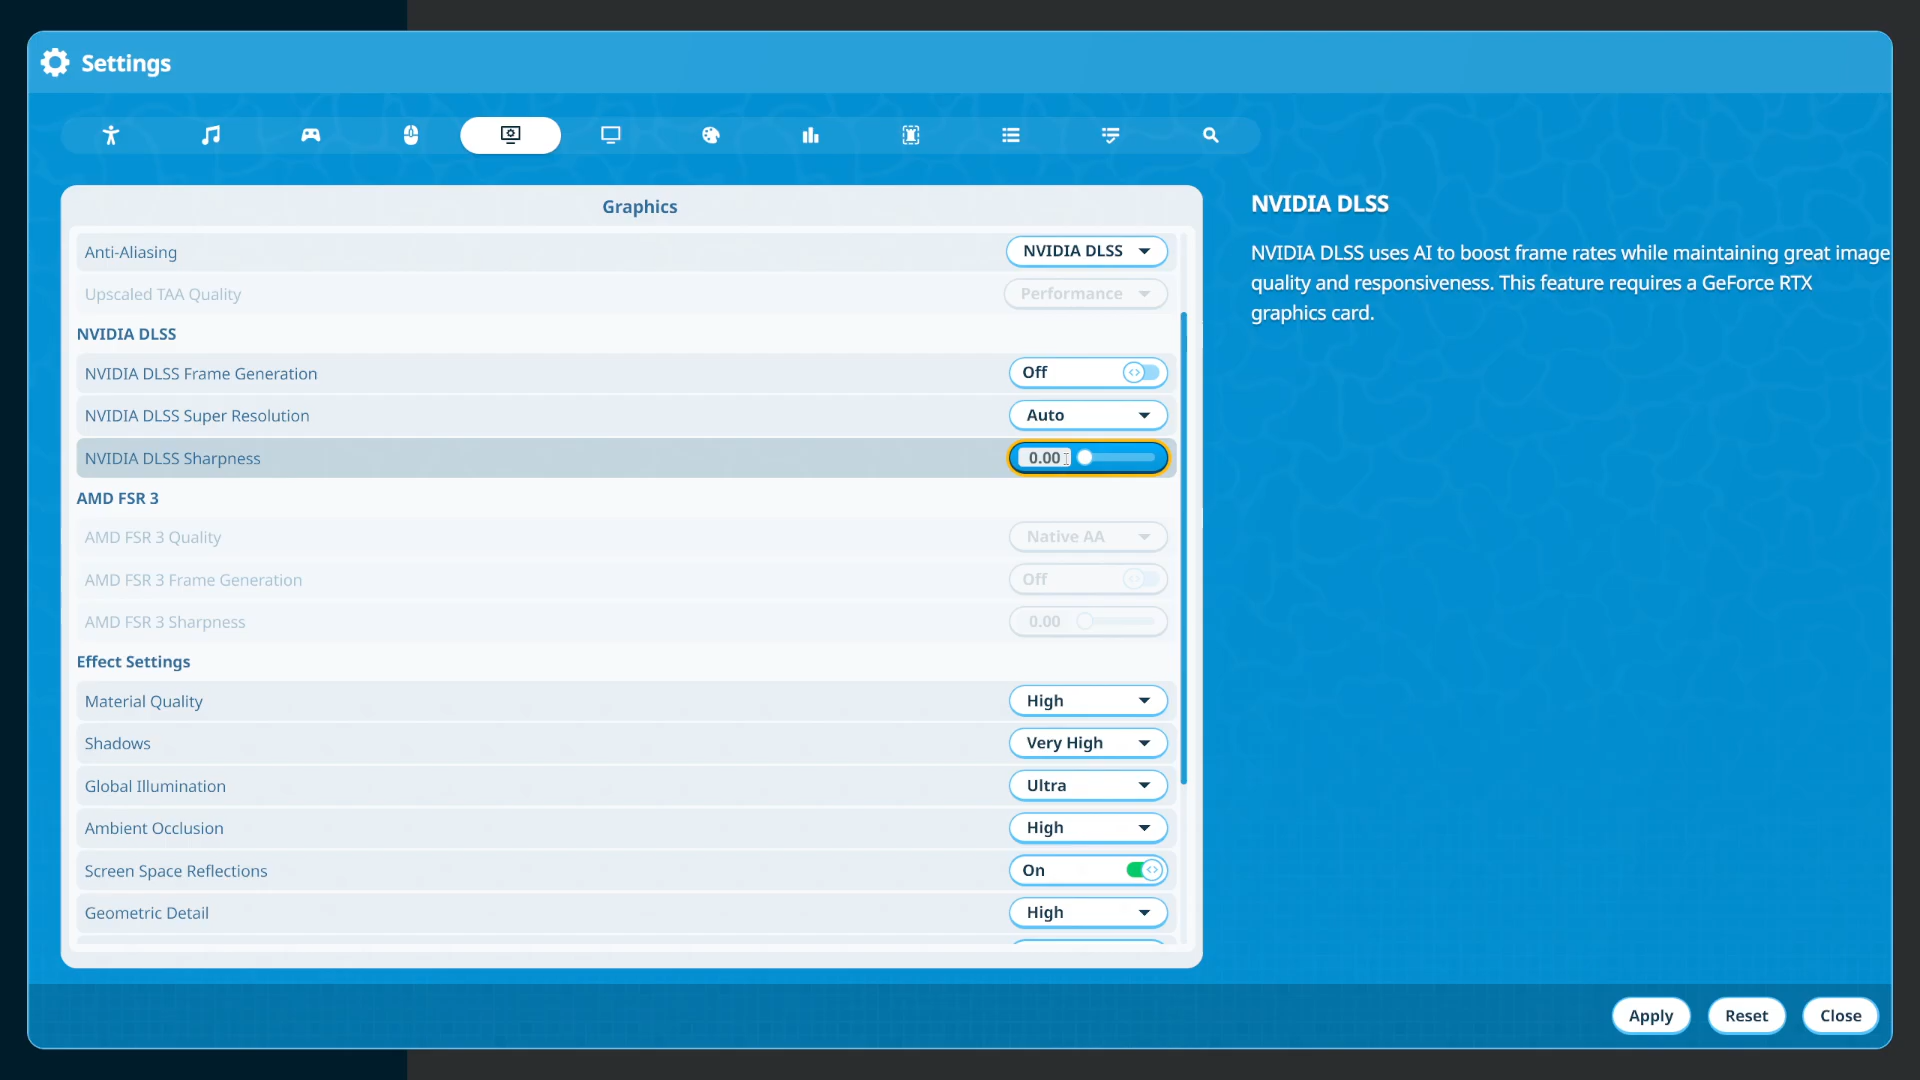 Settings
Graphics
Anti-Aliasing NVIDIA DLSS
Upscaled TAA Quality Performance
NVIDIA DLSS
NVIDIA DLSS Frame Generation Off
NVIDIA DLSS Super Resolution Auto
NVIDIA DLSS Sharpness 0.00
AMD FSR 3
AMD FSR 3 Quality Native AA
AMD FSR 3 Frame Generation Off
AMD FSR 3 Sharpness 0.00
Effect Settings
Material Quality High
Shadows Very High
Global Illumination Ultra
Ambient Occlusion High
Screen Space Reflections On
Geometric Detail High
NVIDIA DLSS
NVIDIA DLSS uses AI to boost frame rates while maintaining great image
quality and responsiveness. This feature requires a GeForce RTX
graphics card.
Apply Reset Close